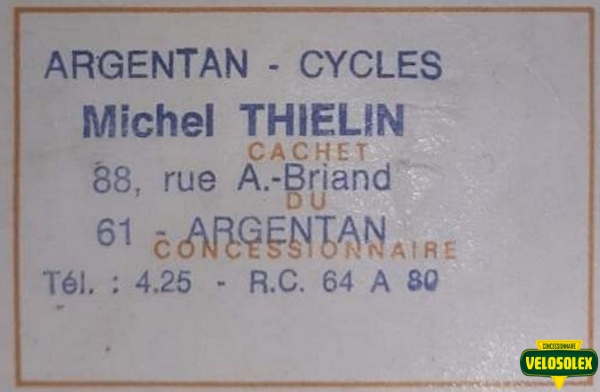 ARGENTAN - CYCLES
Michel THIELIN
CACHET
88, rue A.-Briand
DU
61 - ARGENTAN
CONCESSIONNAIRE
Tél. : 4.25 - R.C. 64 A 80
CONCESSIONNAIRE
VELOSOLEX